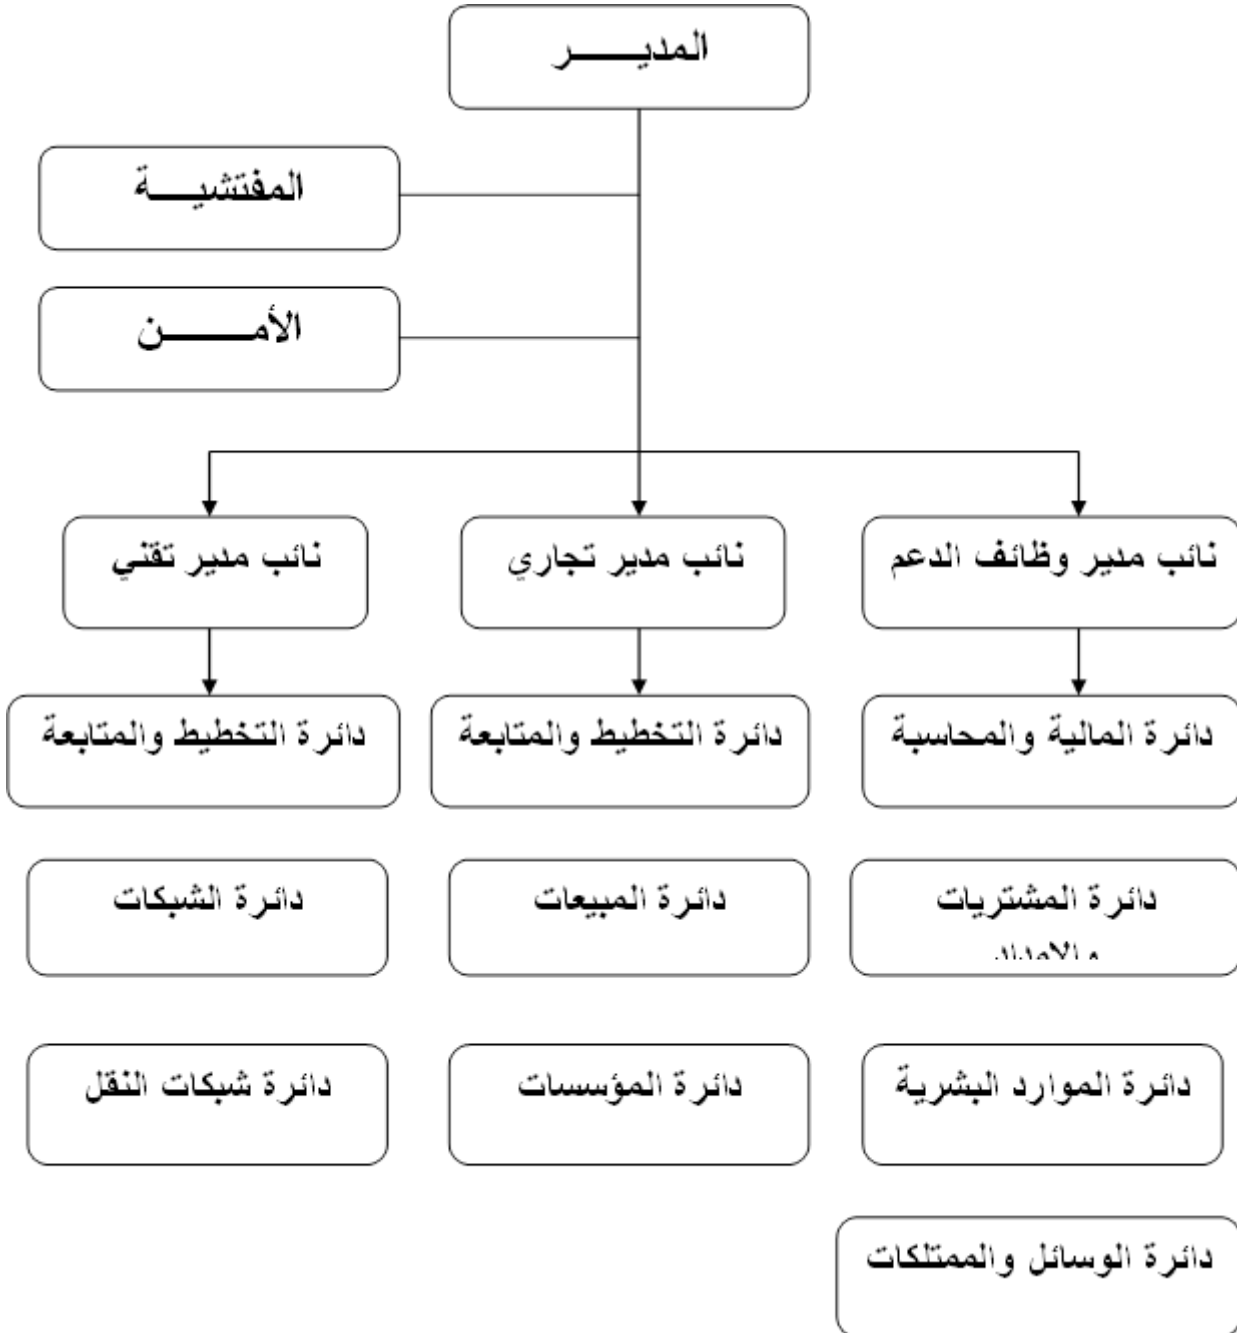 المديـــــر
المفتشيـــة
الأمـــــن
نائب مدير وظائف الدعم
نائب مدير تجاري
نائب مدير تقني
دائرة المالية والمحاسبة
دائرة التخطيط والمتابعة
دائرة التخطيط والمتابعة
دائرة المشتريات
دائرة المبيعات
دائرة الشبكات
دائرة الموارد البشرية
دائرة المؤسسات
دائرة شبكات النقل
دائرة الوسائل والممتلكات